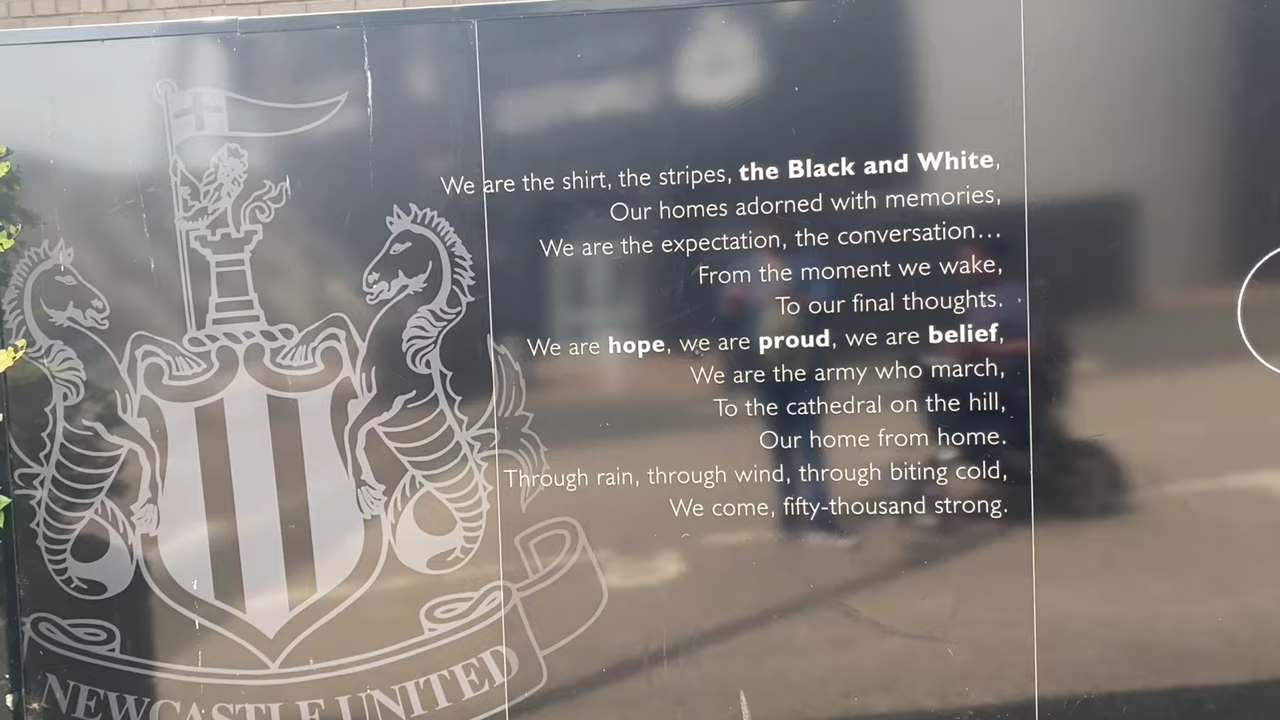 We are the shirt, the stripes, the Black and White,
Our homes adorned with memories,
We are the expectation, the conversation...
From the moment we wake,
To our final thoughts.
We are hope, we are proud, we are belief,
We are the army who march,
To the cathedral on the hill,
Our home from home.
Through rain, through wind, through biting cold,
We come, fifty-thousand strong.
NEWCASTLE UNITED